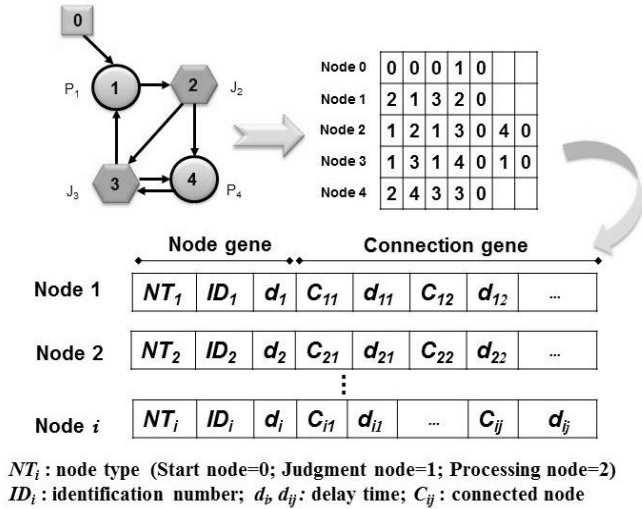 0
P1 1 2 J2
J3 3 4 P4
Node 0 0 0 0 1 0
Node 1 2 1 3 2 0
Node 2 1 2 1 3 0 4 0
Node 3 1 3 1 4 0 1 0
Node 4 2 4 3 3 0
Node gene Connection gene
Node 1 NT1 ID1 d1 C11 d11 C12 d12 ...
Node 2 NT2 ID2 d2 C21 d21 C22 d22 ...
⋮
Node i NTi IDi di Ci1 di1 ... Cij dij
NTi : node type (Start node=0; Judgment node=1; Processing node=2)
IDi : identification number; di, dij: delay time; Cij : connected node